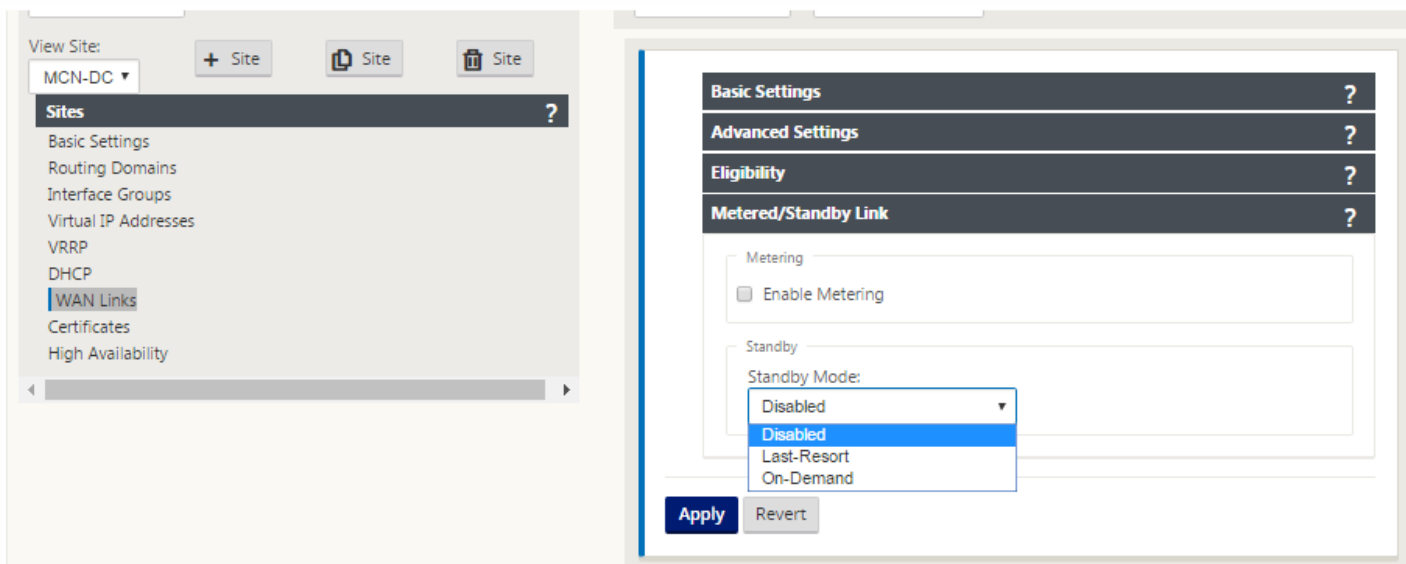 View Site:
+ Site
Site
Site
MCN-DC
Sites ?
Basic Settings
Routing Domains
Interface Groups
Virtual IP Addresses
VRRP
DHCP
WAN Links
Certificates
High Availability
Basic Settings ?
Advanced Settings ?
Eligibility ?
Metered/Standby Link ?
Metering
Enable Metering
Standby
Standby Mode:
Disabled
Disabled
Last-Resort
On-Demand
Apply
Revert